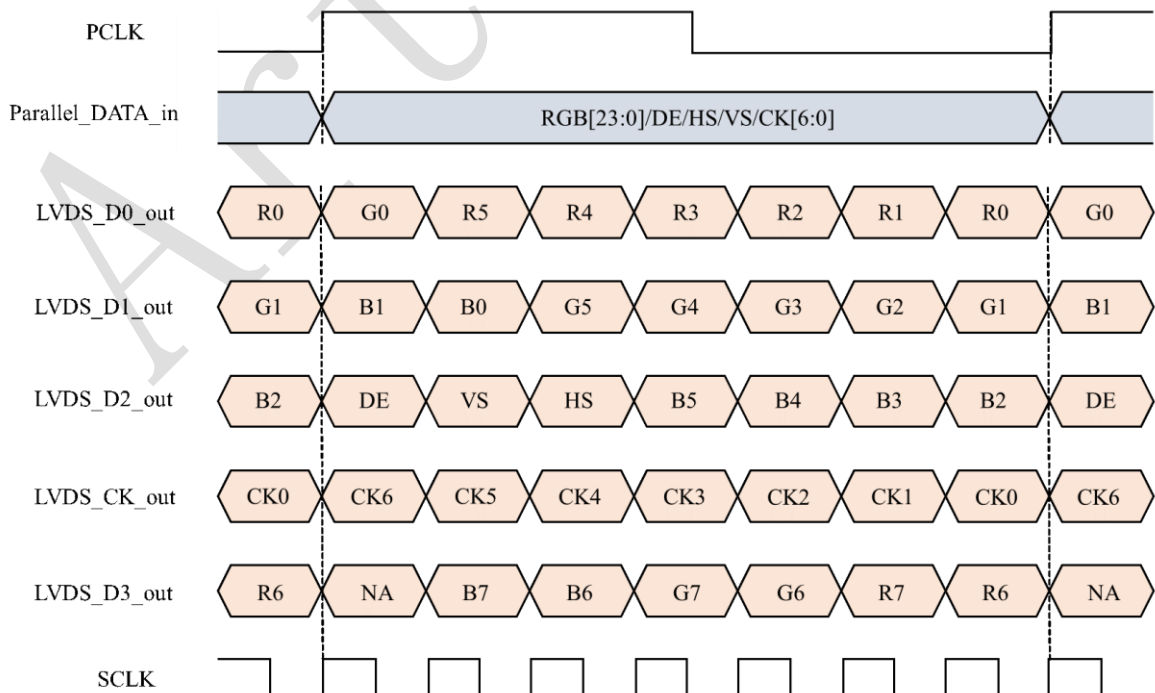 PCLK
Parallel_DATA_in RGB[23:0]/DE/HS/VS/CK[6:0]
LVDS_D0_out R0 G0 R5 R4 R3 R2 R1 R0 G0
LVDS_D1_out G1 B1 B0 G5 G4 G3 G2 G1 B1
LVDS_D2_out B2 DE VS HS B5 B4 B3 B2 DE
LVDS_CK_out CK0 CK6 CK5 CK4 CK3 CK2 CK1 CK0 CK6
LVDS_D3_out R6 NA B7 B6 G7 G6 R7 R6 NA
SCLK